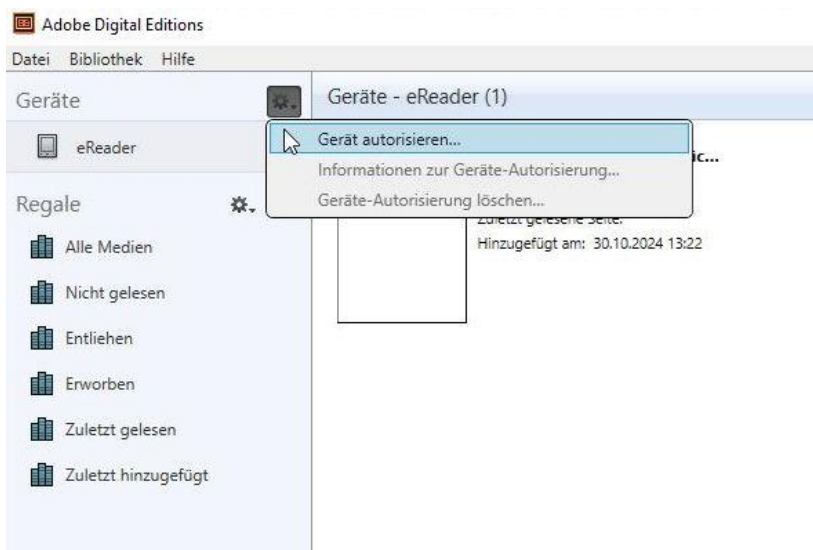 Adobe Digital Editions
Datei Bibliothek Hilfe
Geräte
Geräte - eReader (1)
eReader
Gerät autorisieren...
Informationen zur Geräte-Autorisierung...
Geräte-Autorisierung löschen...
ic...
Zuletzt gelesene Seite:
Hinzugefügt am: 30.10.2024 13:22
Regale
Alle Medien
Nicht gelesen
Entliehen
Erworben
Zuletzt gelesen
Zuletzt hinzugefügt